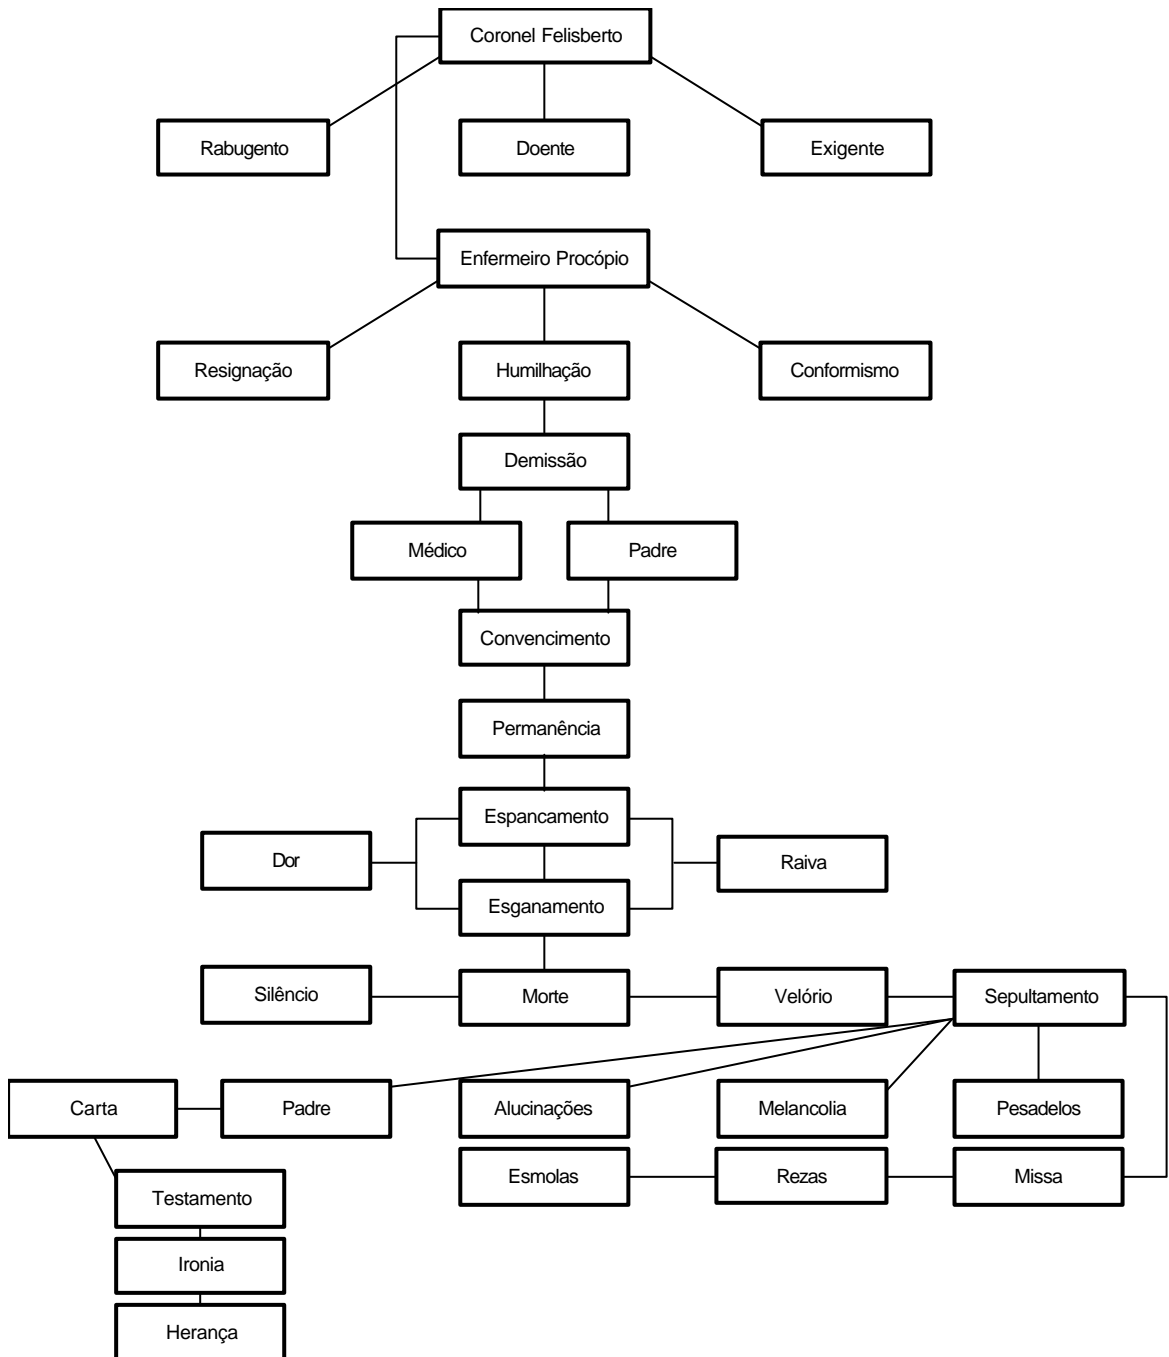 Coronel Felisberto
Rabugento
Doente
Exigente
Enfermeiro Procópio
Resignação
Humilhação
Conformismo
Demissão
Médico
Padre
Convencimento
Permanência
Espancamento
Dor
Raiva
Esganamento
Silêncio
Morte
Velório
Sepultamento
Carta
Padre
Alucinações
Melancolia
Pesadelos
Esmolas
Rezas
Missa
Testamento
Ironia
Herança